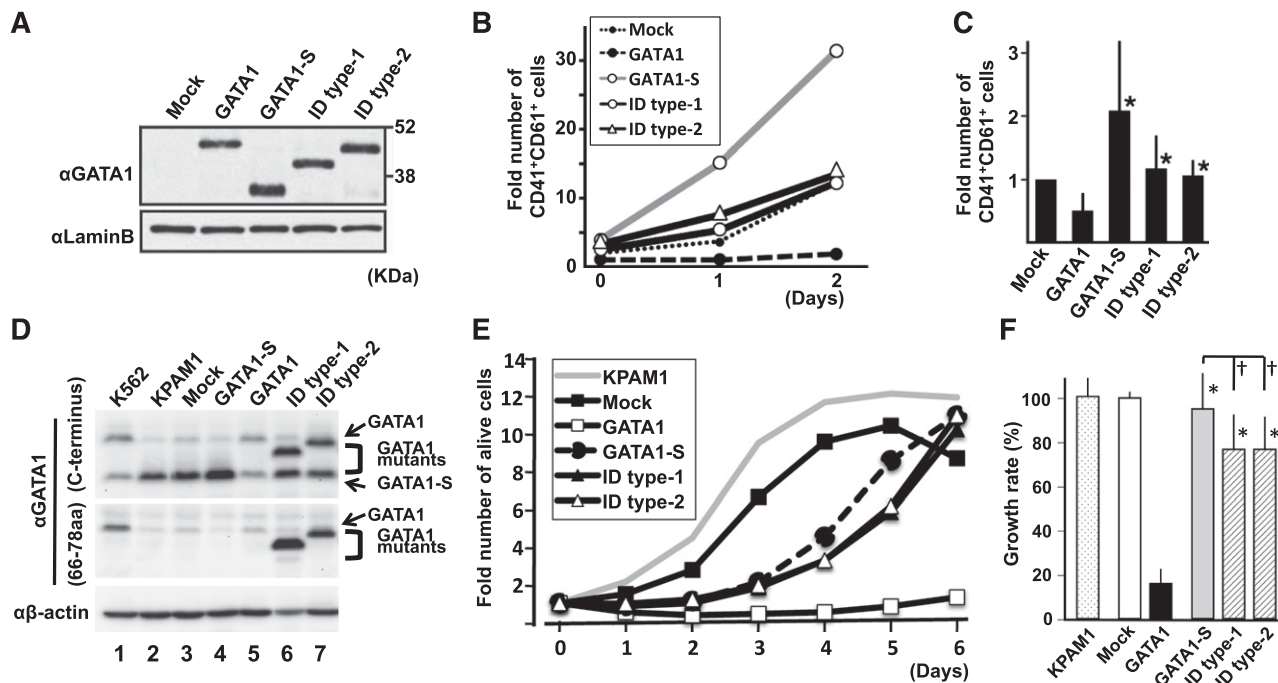 A
Mock
GATA1
GATA1-S
ID type-1
ID type-2
52
αGATA1
38
αLaminB
(KDa)
B
Fold number of
CD41+CD61+ cells
30
20
10
0
Mock
GATA1
GATA1-S
ID type-1
ID type-2
0
1
2
(Days)
C
Fold number of
CD41+CD61+ cells
3
2
1
*
*
*
Mock
GATA1
GATA1-S
ID type-1
ID type-2
D
K562
KPAM1
Mock
GATA1-S
GATA1
ID type-1
ID type-2
αGATA1
(C-terminus)
GATA1
GATA1
mutants
GATA1-S
(66-78aa)
GATA1
GATA1
mutants
αβ-actin
1 2 3 4 5 6 7
E
Fold number of alive cells
14
12
10
8
6
4
2
KPAM1
Mock
GATA1
GATA1-S
ID type-1
ID type-2
0 1 2 3 4 5 6
(Days)
F
Growth rate (%)
100
80
60
40
20
0
† †
*
* *
KPAM1
Mock
GATA1
GATA1-S
ID type-1
ID type-2